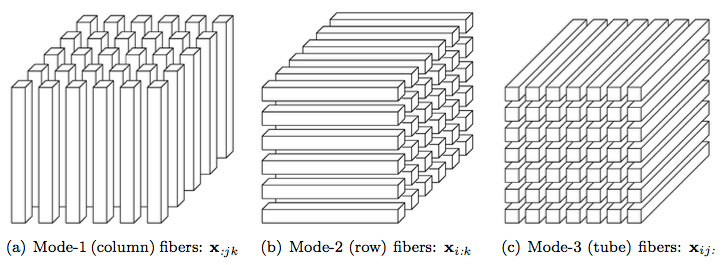 (a) Mode-1 (column) fibers: x:jk
(b) Mode-2 (row) fibers: xi:k
(c) Mode-3 (tube) fibers: xij: